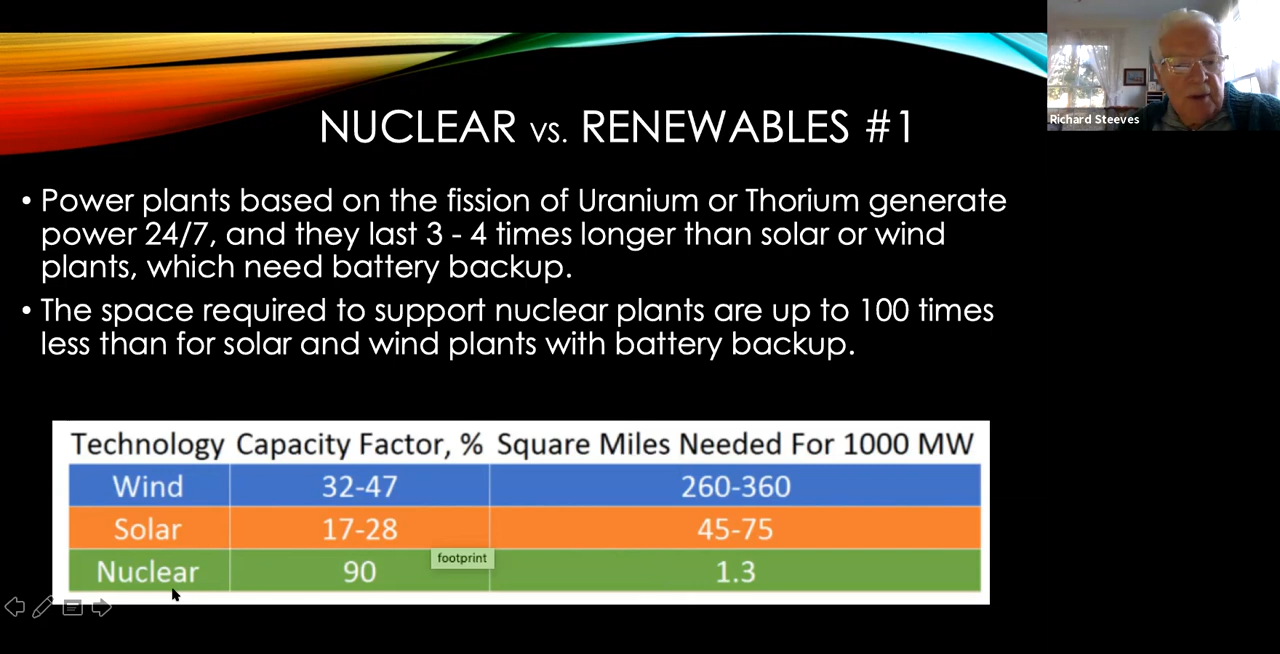 Richard Steeves
NUCLEAR vs. RENEWABLES #1
• Power plants based on the fission of Uranium or Thorium generate
power 24/7, and they last 3 - 4 times longer than solar or wind
plants, which need battery backup.
• The space required to support nuclear plants are up to 100 times
less than for solar and wind plants with battery backup.
Technology Capacity Factor, % Square Miles Needed For 1000 MW
Wind 32-47 260-360
Solar 17-28 45-75
footprint
Nuclear 90 1.3